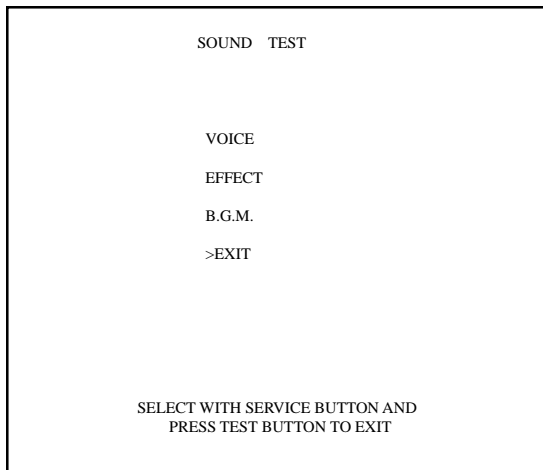 SOUND TEST
VOICE
EFFECT
B.G.M.
>EXIT
SELECT WITH SERVICE BUTTON AND
PRESS TEST BUTTON TO EXIT